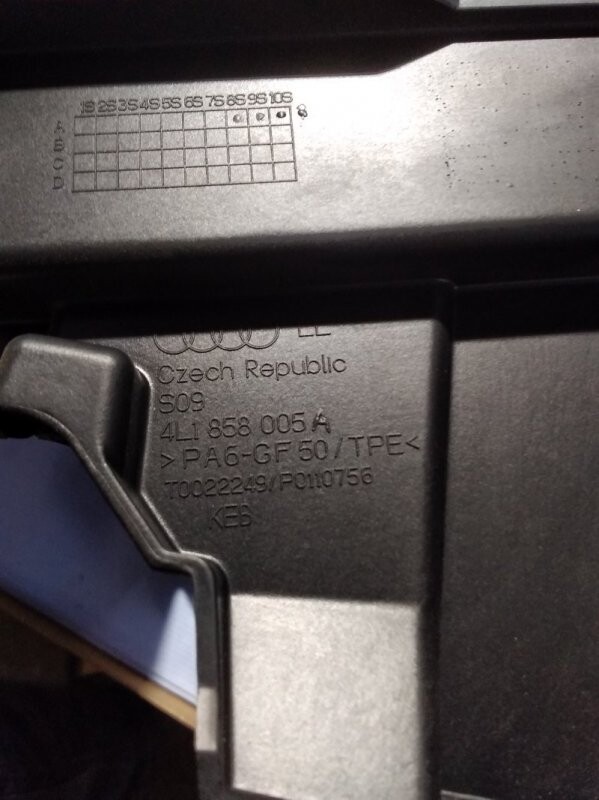 1S 2S 3S 4S 5S 6S 7S 8S 9S 10S
A
B
C
D
Czech Republic
S09
4L1 858 005 A
>PA6-GF50/TPE<
T0022249/P0110756